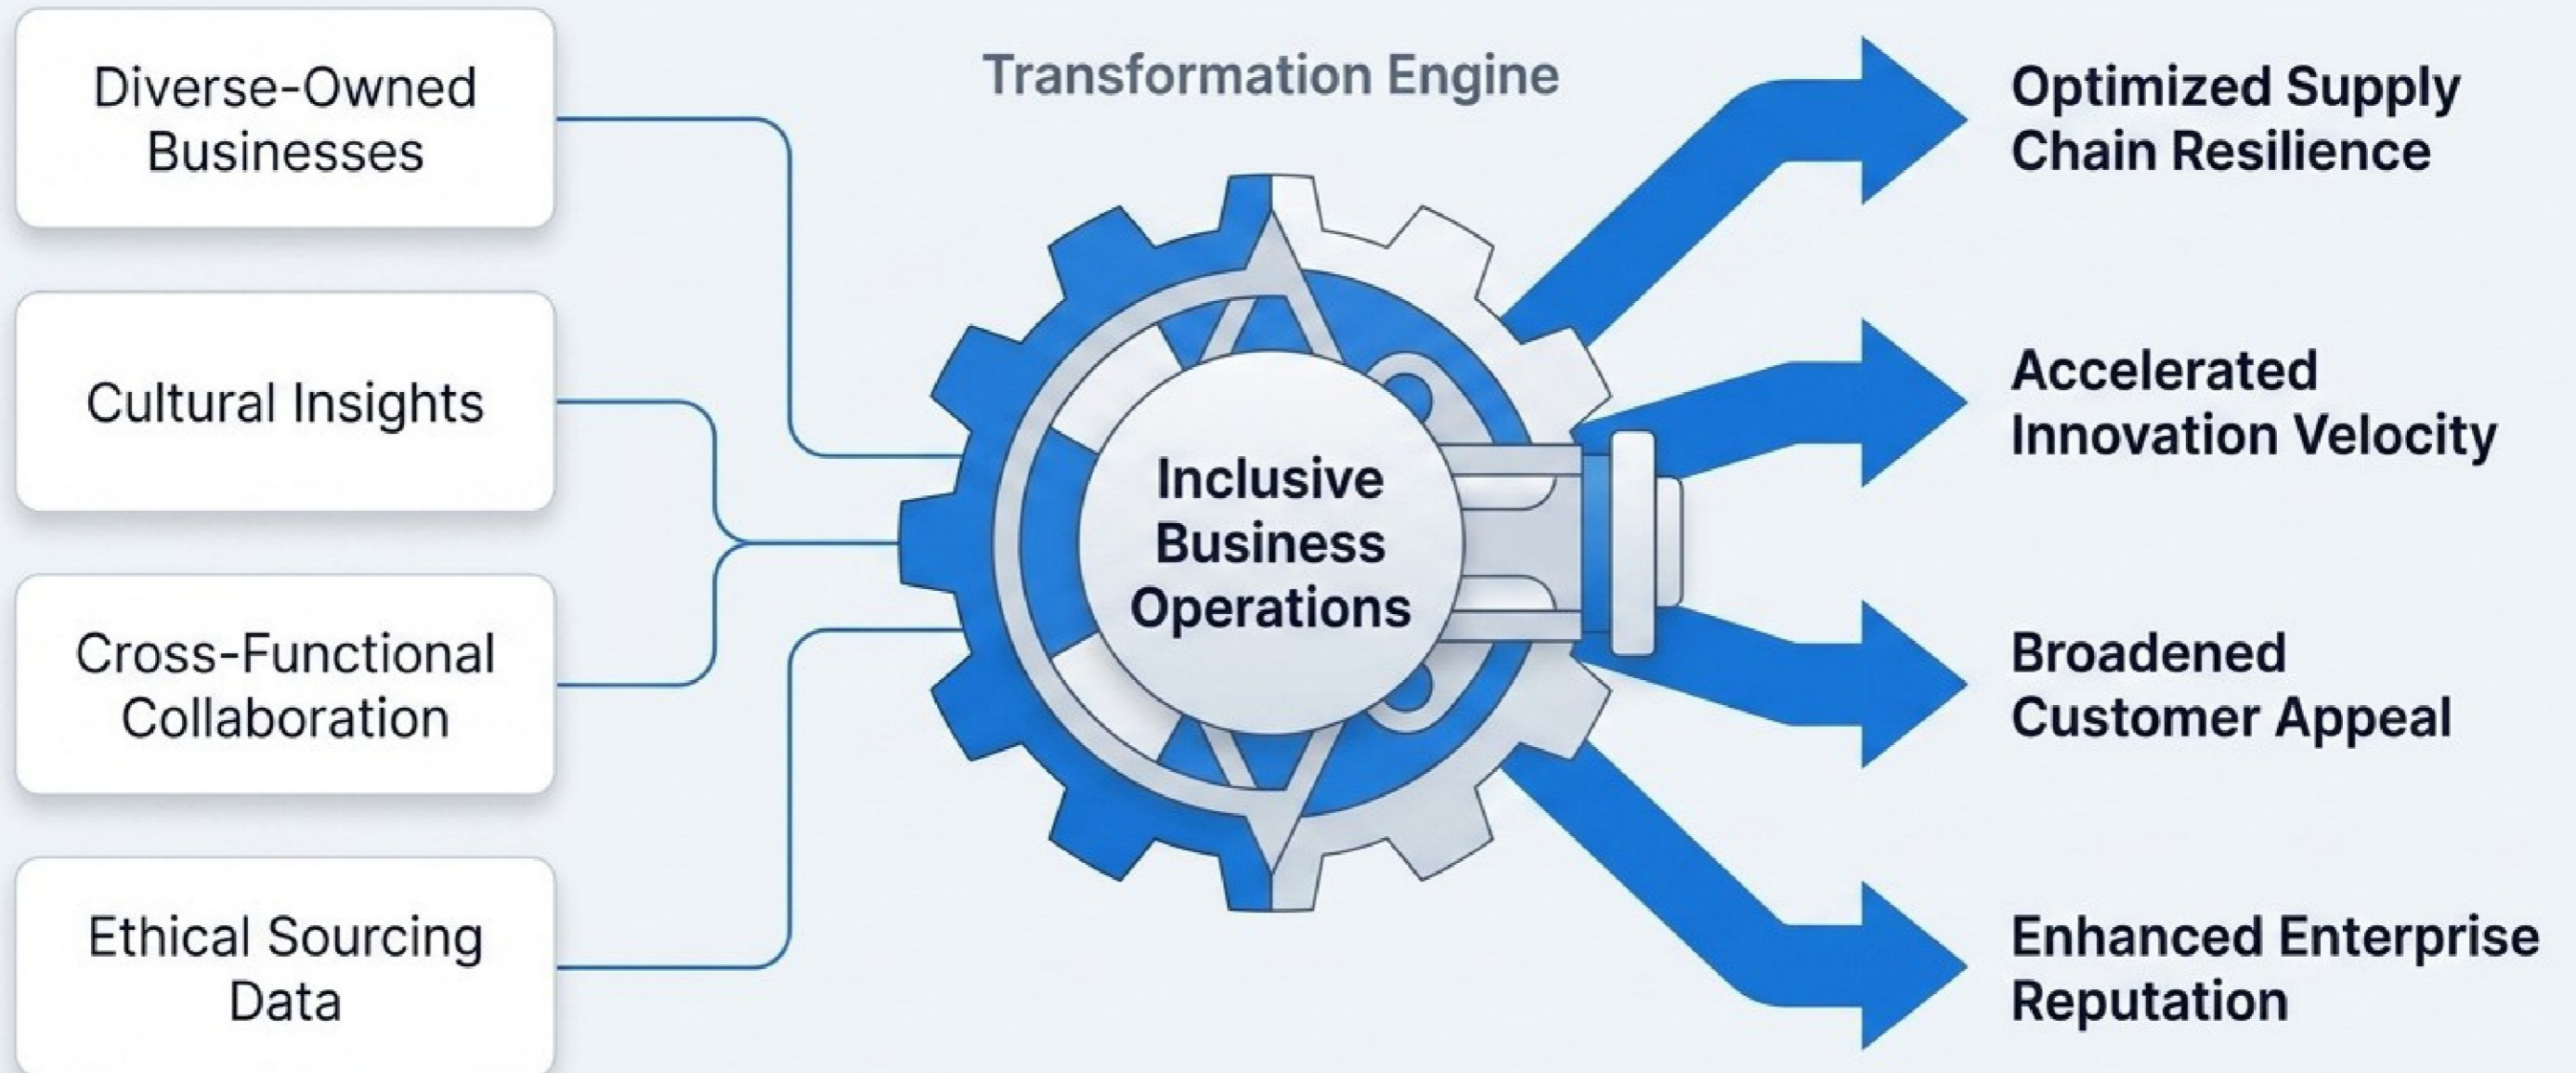 Diverse-Owned
Businesses
Cultural Insights
Cross-Functional
Collaboration
Ethical Sourcing
Data
Transformation Engine
Inclusive
Business
Operations
Optimized Supply
Chain Resilience
Accelerated
Innovation Velocity
Broadened
Customer Appeal
Enhanced Enterprise
Reputation